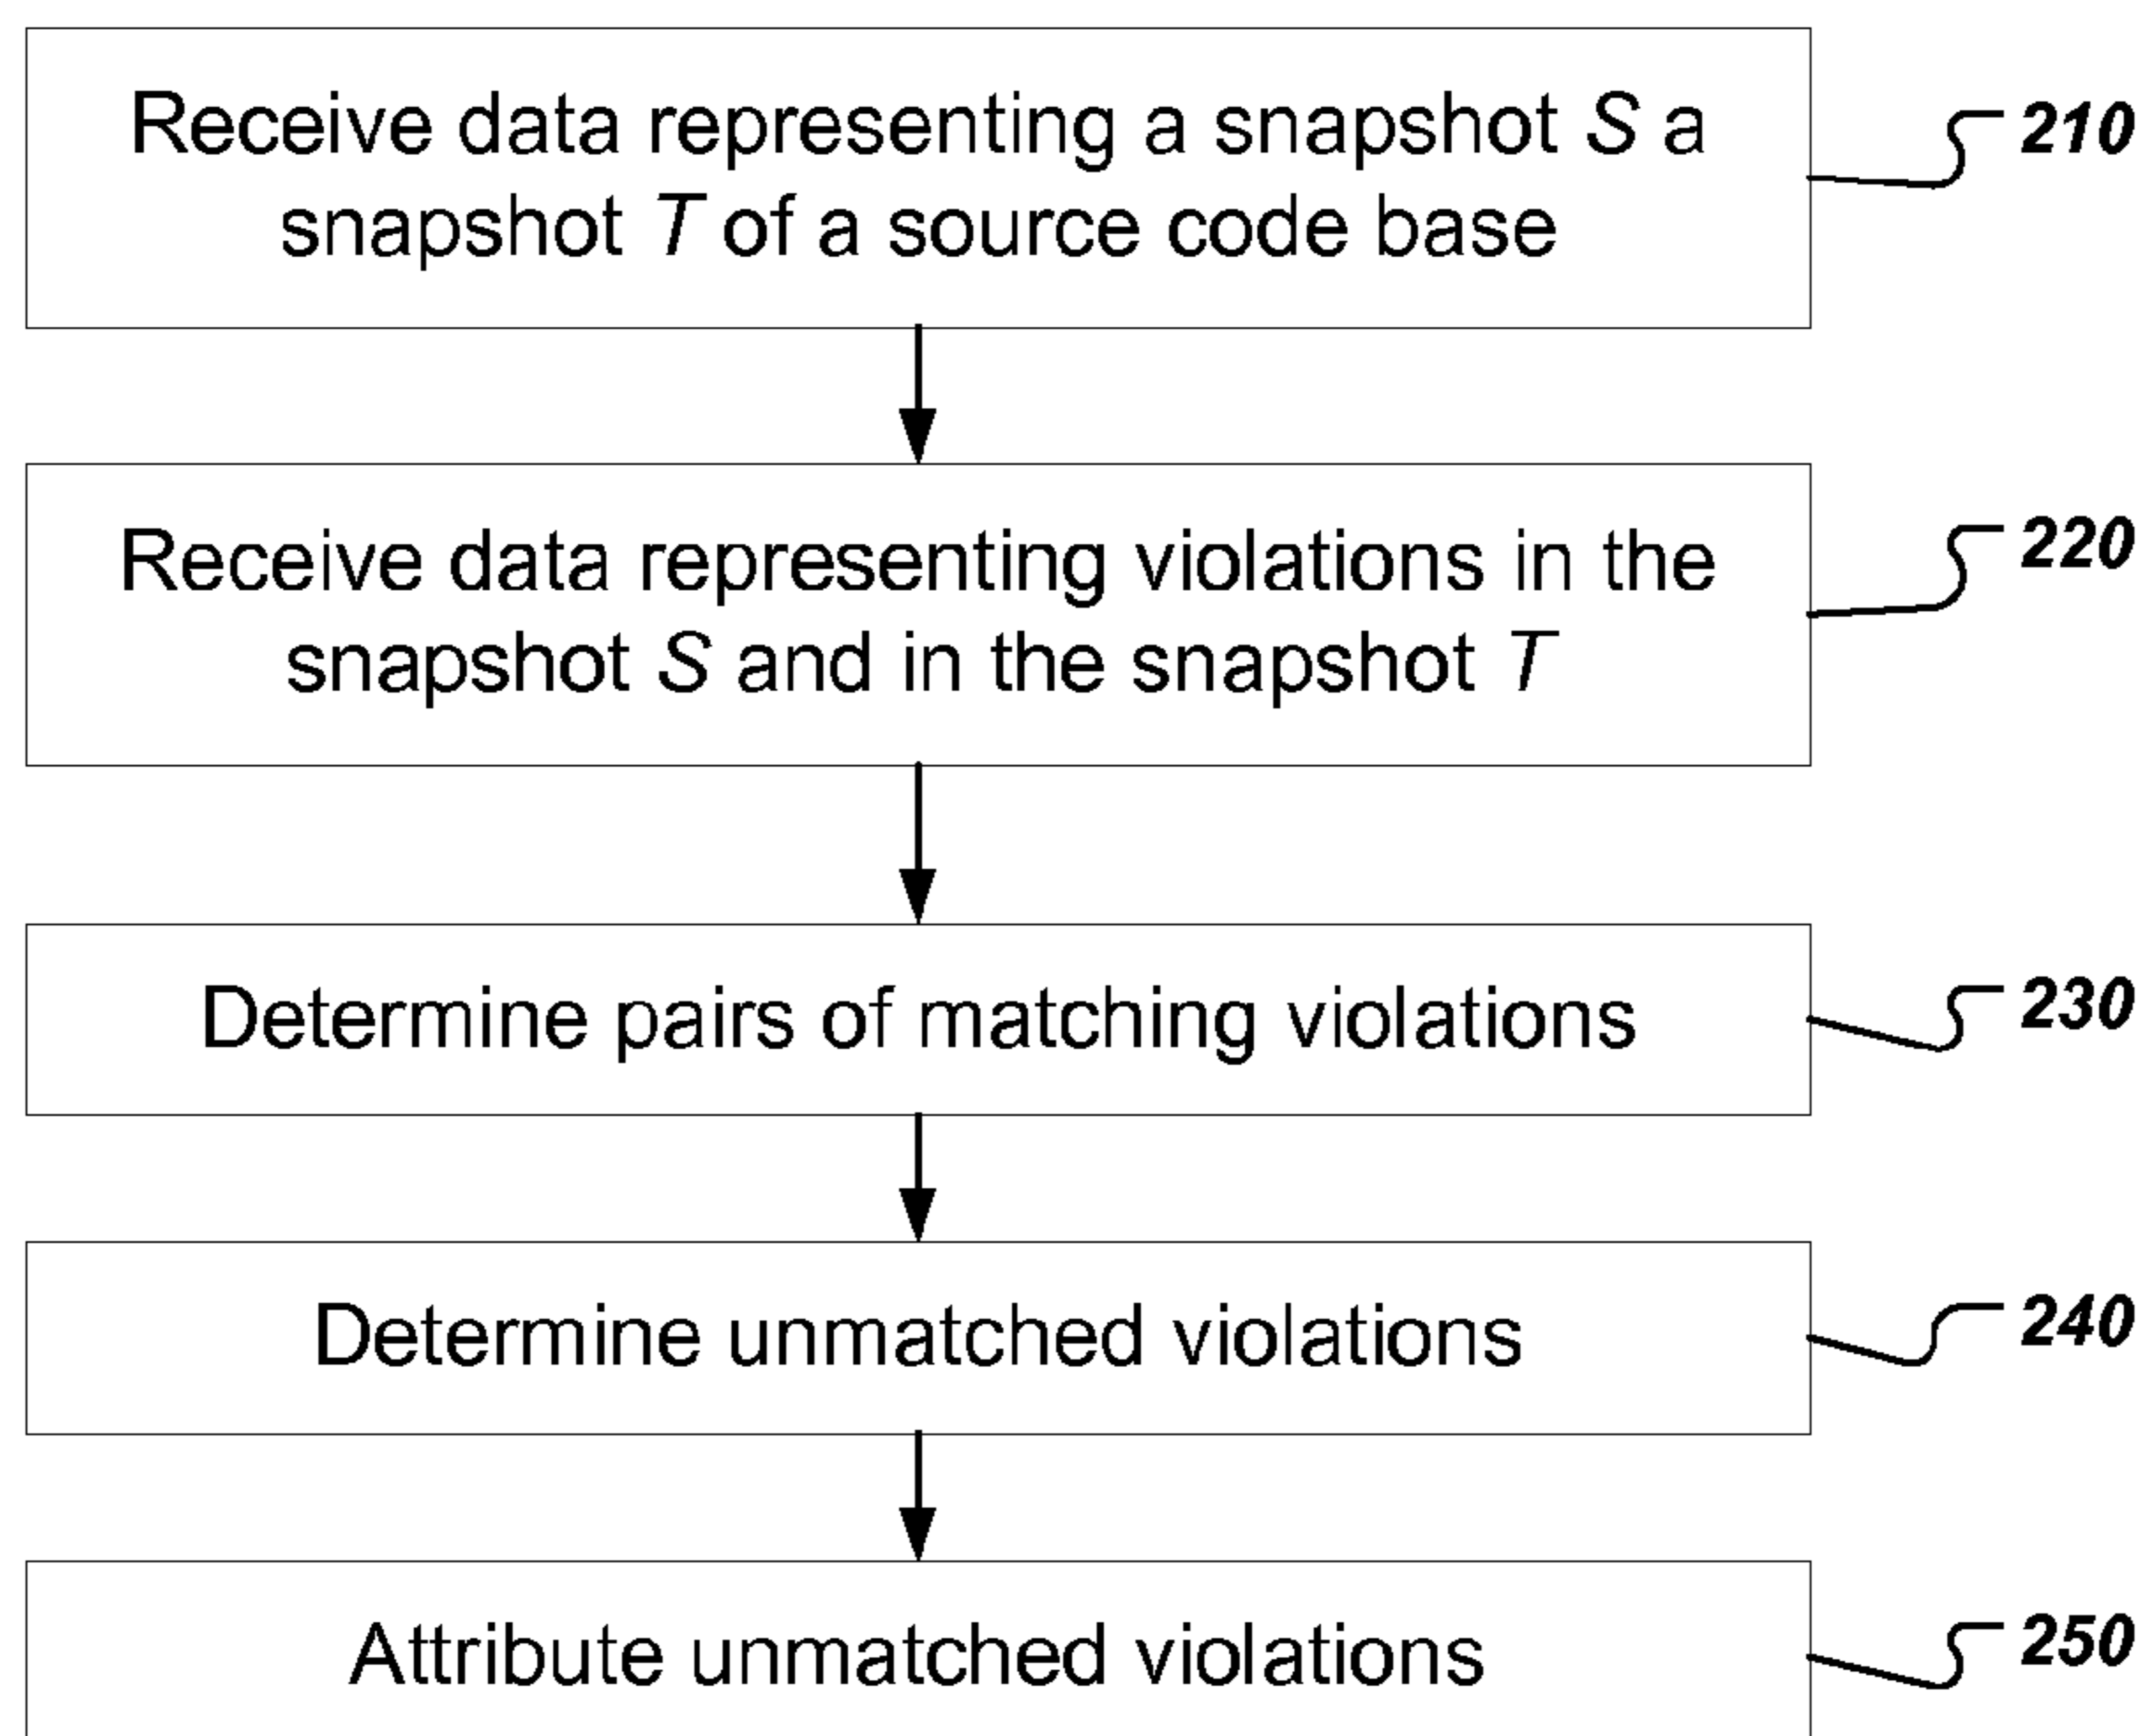 Receive data representing a snapshot S a
210
snapshot T of a source code base
Receive data representing violations in the
220
snapshot S and in the snapshot T
Determine pairs of matching violations
230
Determine unmatched violations
240
Attribute unmatched violations
250